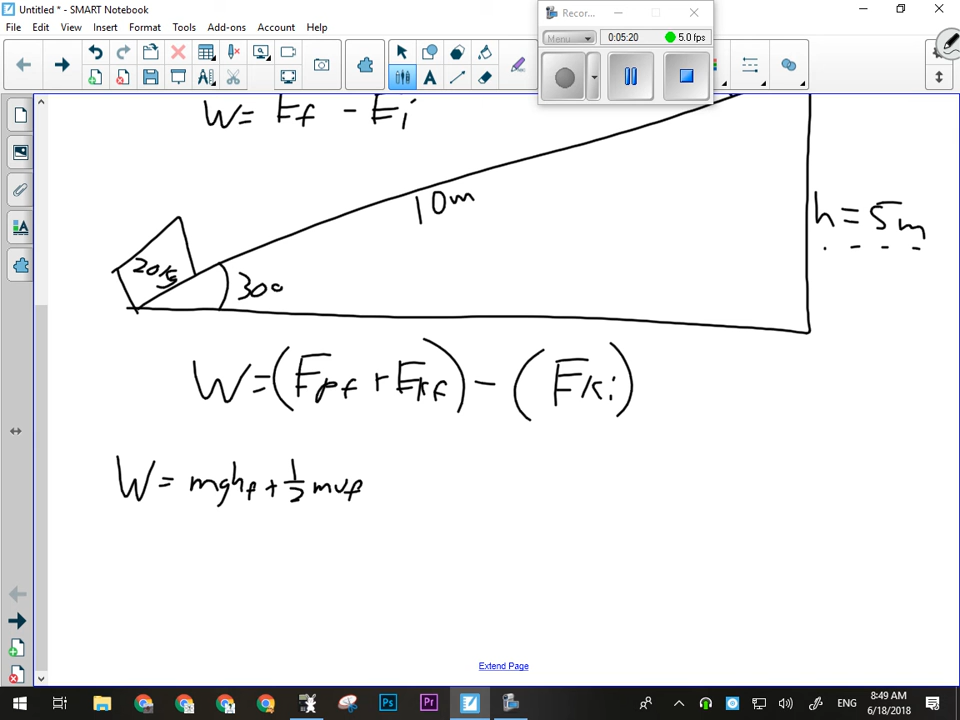 Untitled * - SMART Notebook
Recor...
File Edit View Insert Format Tools Add-ons Account Help
Menu
0:05:20
5.0 fps
W = Ef - Ei
10m
h = 5m
20kg
30°
W = (Epf + Ekf) - (Eki)
W = mghf + 1/2 mvf
Extend Page
Ps
Pr
ENG
8:49 AM
6/18/2018